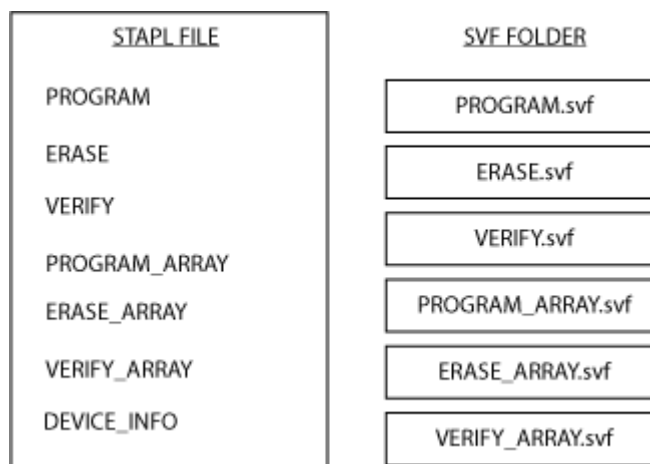 STAPL FILE
PROGRAM
ERASE
VERIFY
PROGRAM_ARRAY
ERASE_ARRAY
VERIFY_ARRAY
DEVICE_INFO
SVF FOLDER
PROGRAM.svf
ERASE.svf
VERIFY.svf
PROGRAM_ARRAY.svf
ERASE_ARRAY.svf
VERIFY_ARRAY.svf